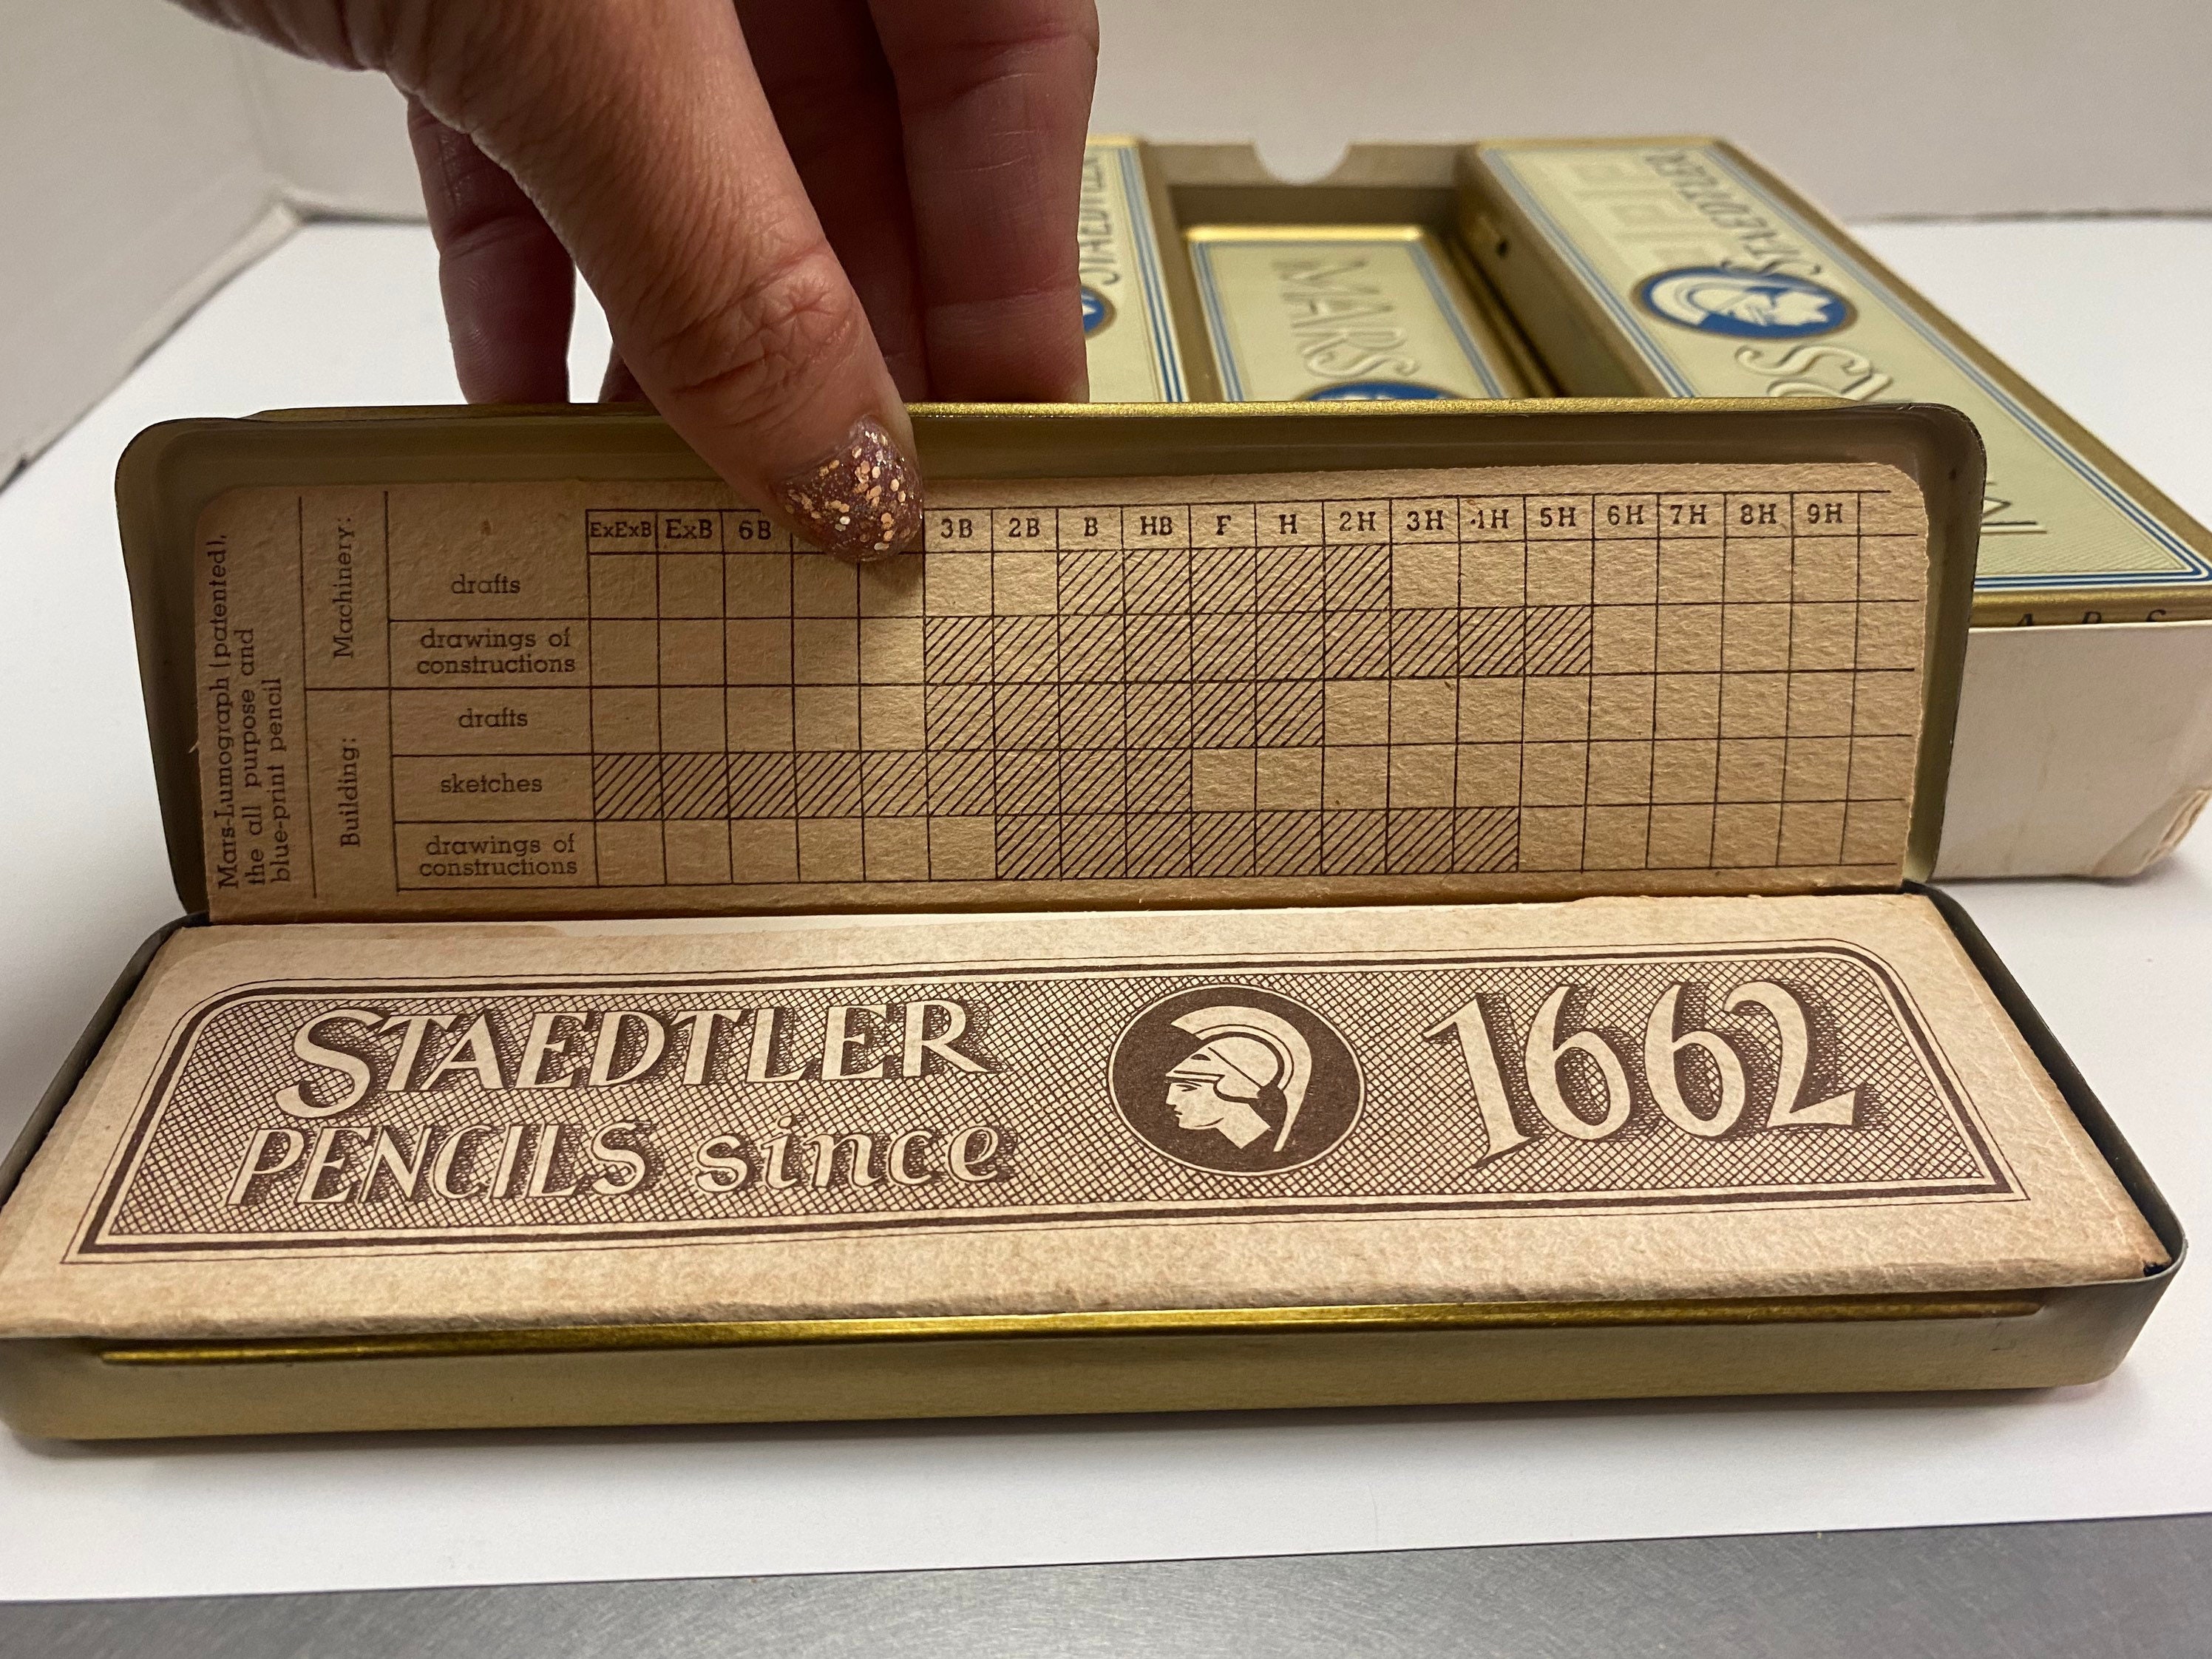 Mars-Lumograph (patented),
the all purpose and
blue-print pencil
Machinery:
Building:
ExExB ExB 6B 3B 2B B HB F H 2H 3H 4H 5H 6H 7H 8H 9H
drafts
drawings of
constructions
drafts
sketches
drawings of
constructions
STAEDTLER
PENCILS since
1662
STAEDTLER
MARS
MARS STAEDTLER